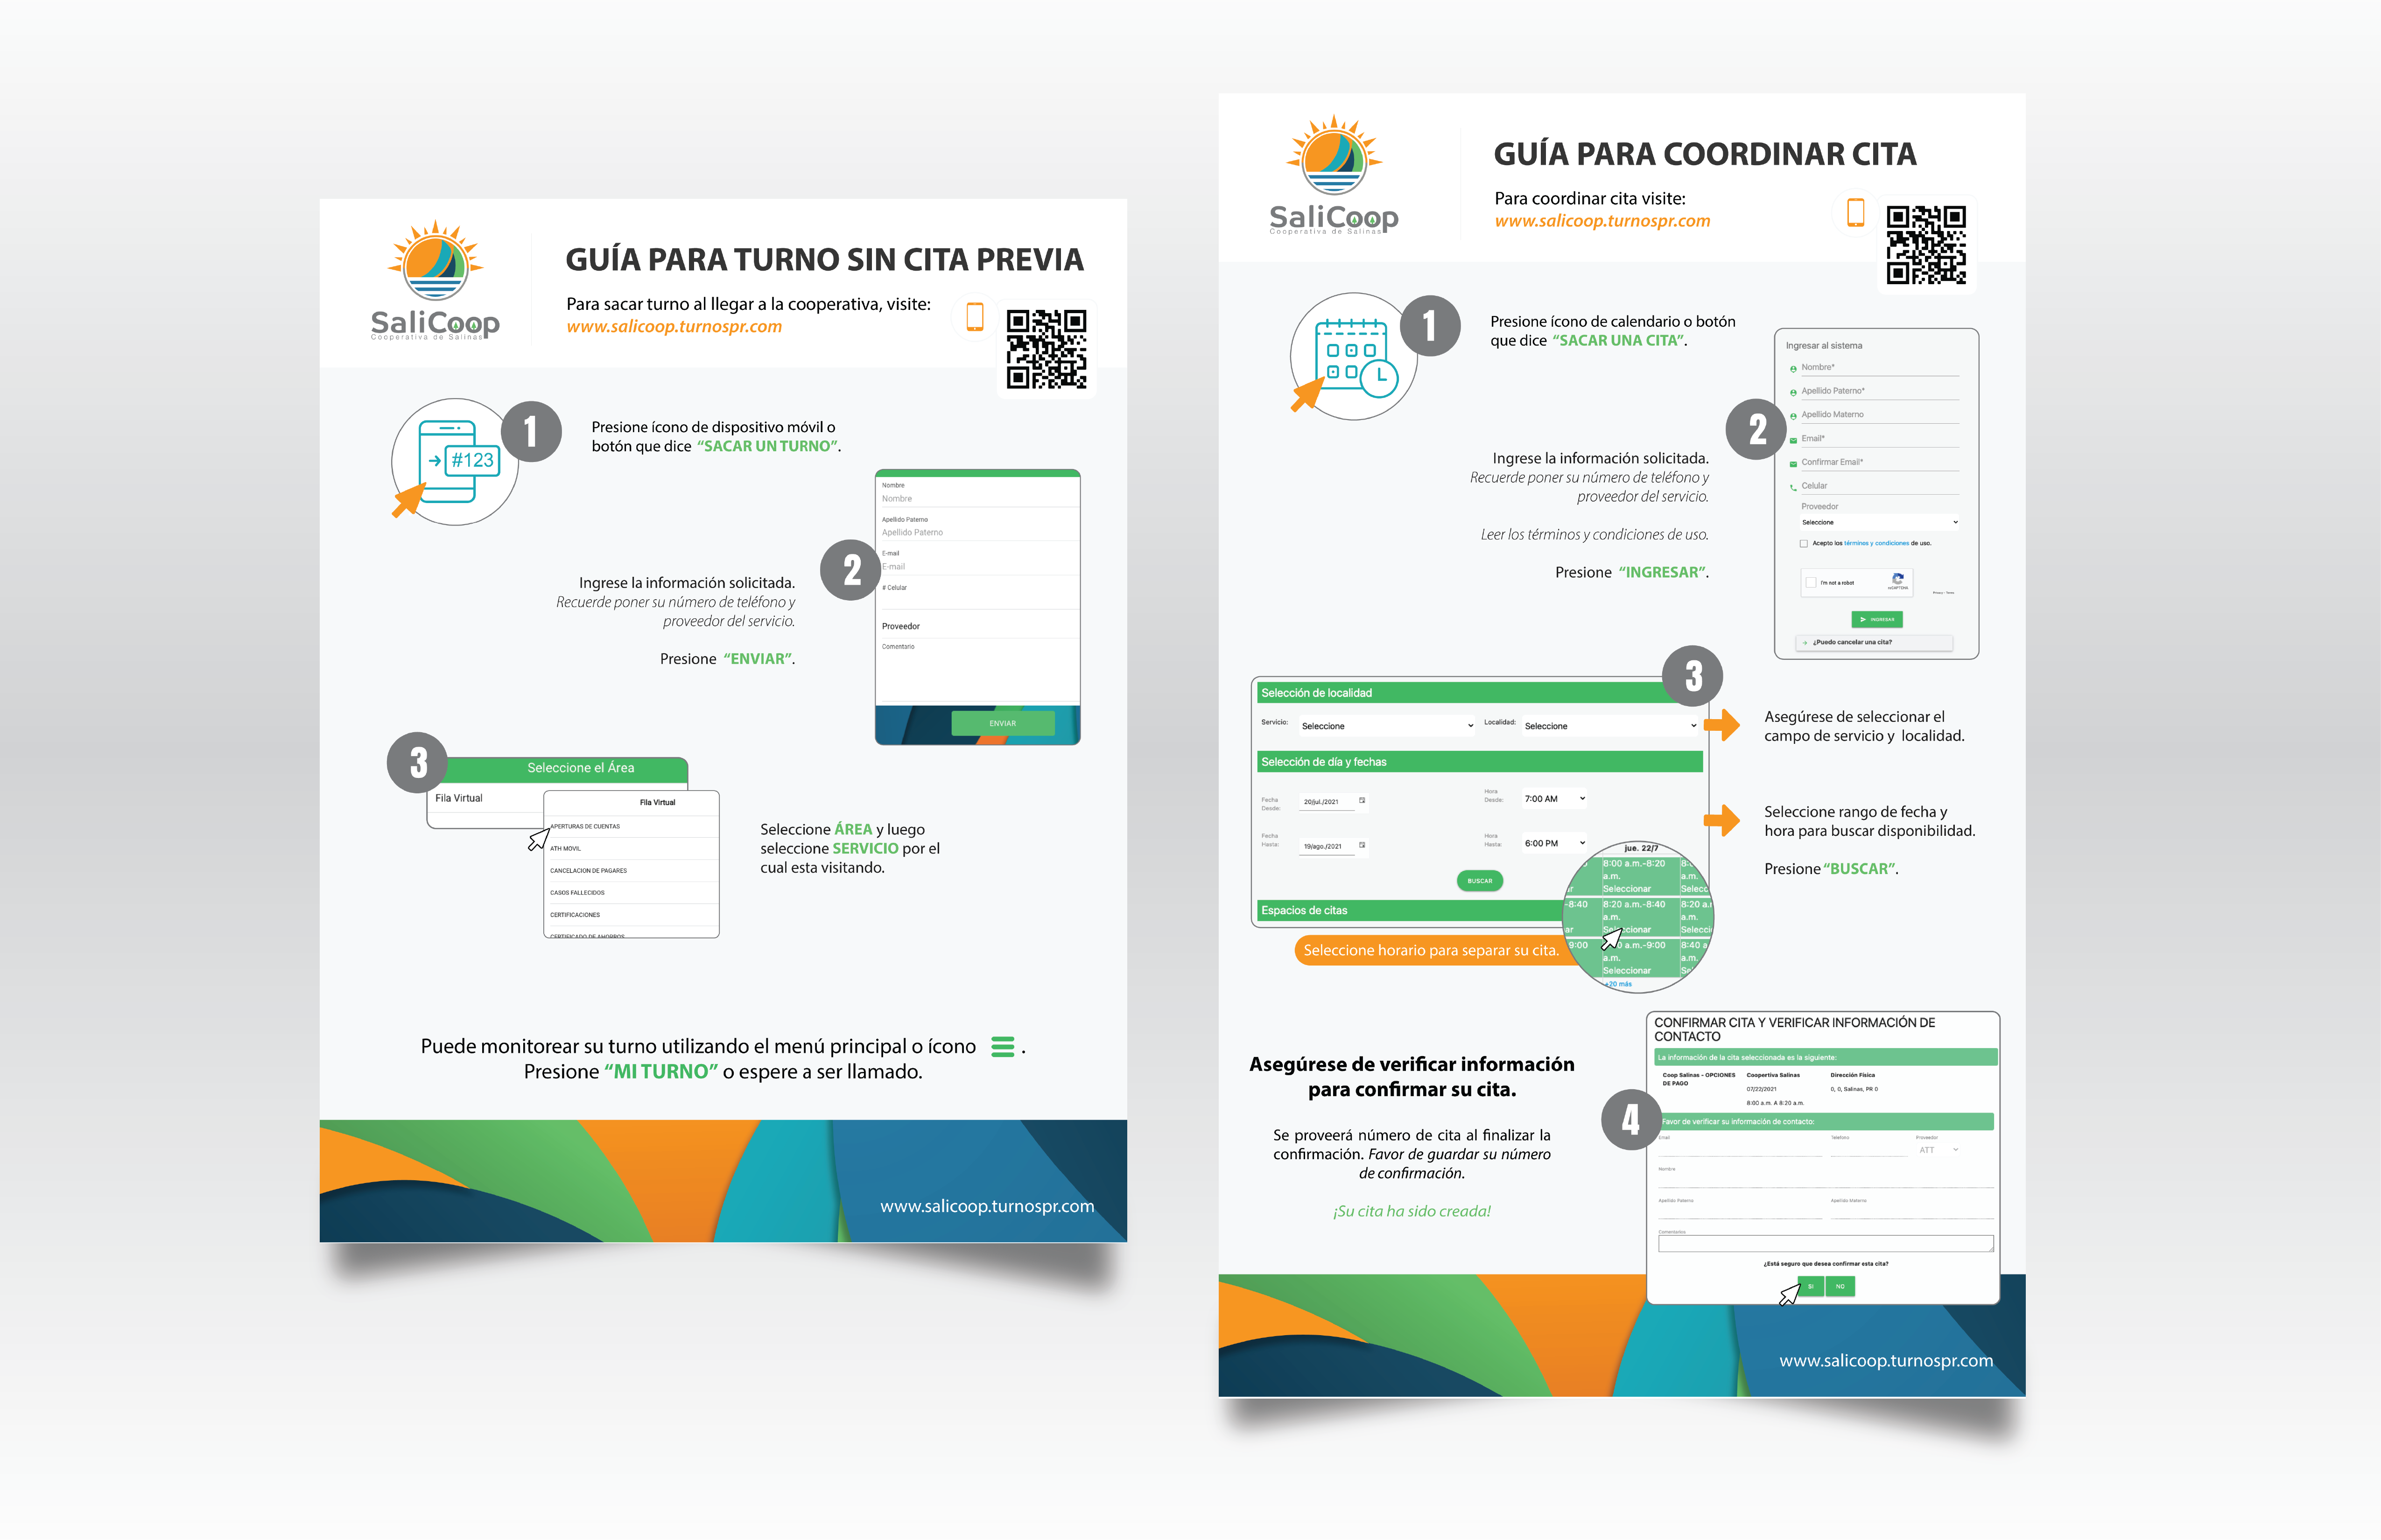 SaliCoop
Cooperativa de Salinas
GUÍA PARA TURNO SIN CITA PREVIA
Para sacar turno al llegar a la cooperativa, visite:
www.salicoop.turnospr.com
#123
1
Presione ícono de dispositivo móvil o
botón que dice “SACAR UN TURNO”.
Ingrese la información solicitada.
Recuerde poner su número de teléfono y
proveedor del servicio.
Presione “ENVIAR”.
2
Nombre
Nombre
Apellido Paterno
Apellido Paterno
E-mail
E-mail
# Celular
Proveedor
Comentario
ENVIAR
3
Seleccione el Área
Fila Virtual
Fila Virtual
APERTURAS DE CUENTAS
ATH MOVIL
CANCELACION DE PAGARES
CASOS FALLECIDOS
CERTIFICACIONES
CERTIFICADO DE AHORROS
Seleccione ÁREA y luego
seleccione SERVICIO por el
cual esta visitando.
Puede monitorear su turno utilizando el menú principal o ícono .
Presione “MI TURNO” o espere a ser llamado.
www.salicoop.turnospr.com
SaliCoop
Cooperativa de Salinas
GUÍA PARA COORDINAR CITA
Para coordinar cita visite:
www.salicoop.turnospr.com
1
Presione ícono de calendario o botón
que dice “SACAR UNA CITA”.
Ingrese la información solicitada.
Recuerde poner su número de teléfono y
proveedor del servicio.
Leer los términos y condiciones de uso.
Presione “INGRESAR”.
2
Ingresar al sistema
Nombre*
Apellido Paterno*
Apellido Materno
Email*
Confirmar Email*
Celular
Proveedor
Seleccione
Acepto los términos y condiciones de uso.
I'm not a robot
reCAPTCHA
Privacy - Terms
INGRESAR
¿Puedo cancelar una cita?
3
Selección de localidad
Servicio: Seleccione Localidad: Seleccione
Selección de día y fechas
Fecha Desde: 20/jul./2021 Hora Desde: 7:00 AM
Fecha Hasta: 19/ago./2021 Hora Hasta: 6:00 PM
BUSCAR
Espacios de citas
Asegúrese de seleccionar el
campo de servicio y localidad.
Seleccione rango de fecha y
hora para buscar disponibilidad.
Presione “BUSCAR”.
Seleccione horario para separar su cita.
jue. 22/7
8:00 a.m.-8:20
a.m.
Seleccionar
-8:40 8:20 a.m.-8:40 8:20 a.m
a.m. a.m.
Seleccionar
9:00 a.m.-9:00 8:40 a
a.m. a.m.
Seleccionar
+20 más
Asegúrese de verificar información
para confirmar su cita.
Se proveerá número de cita al finalizar la
confirmación. Favor de guardar su número
de confirmación.
¡Su cita ha sido creada!
4
CONFIRMAR CITA Y VERIFICAR INFORMACIÓN DE
CONTACTO
La información de la cita seleccionada es la siguiente:
Coop Salinas - OPCIONES Coopertiva Salinas Dirección Física
DE PAGO
07/22/2021 0, 0, Salinas, PR 0
8:00 a.m. A 8:20 a.m.
Favor de verificar su información de contacto:
Email Teléfono Proveedor
ATT
Nombre
Apellido Paterno Apellido Materno
Comentarios
¿Está seguro que desea confirmar esta cita?
SI NO
www.salicoop.turnospr.com